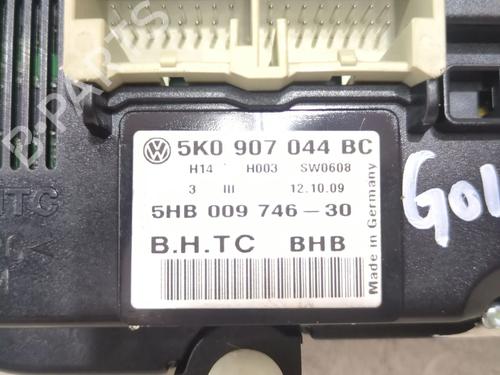 B-PARTS
5K0 907 044 BC
H14 H003 SW0608
3 III 12.10.09
5HB 009 746-30
B.H.TC BHB
Made in Germany